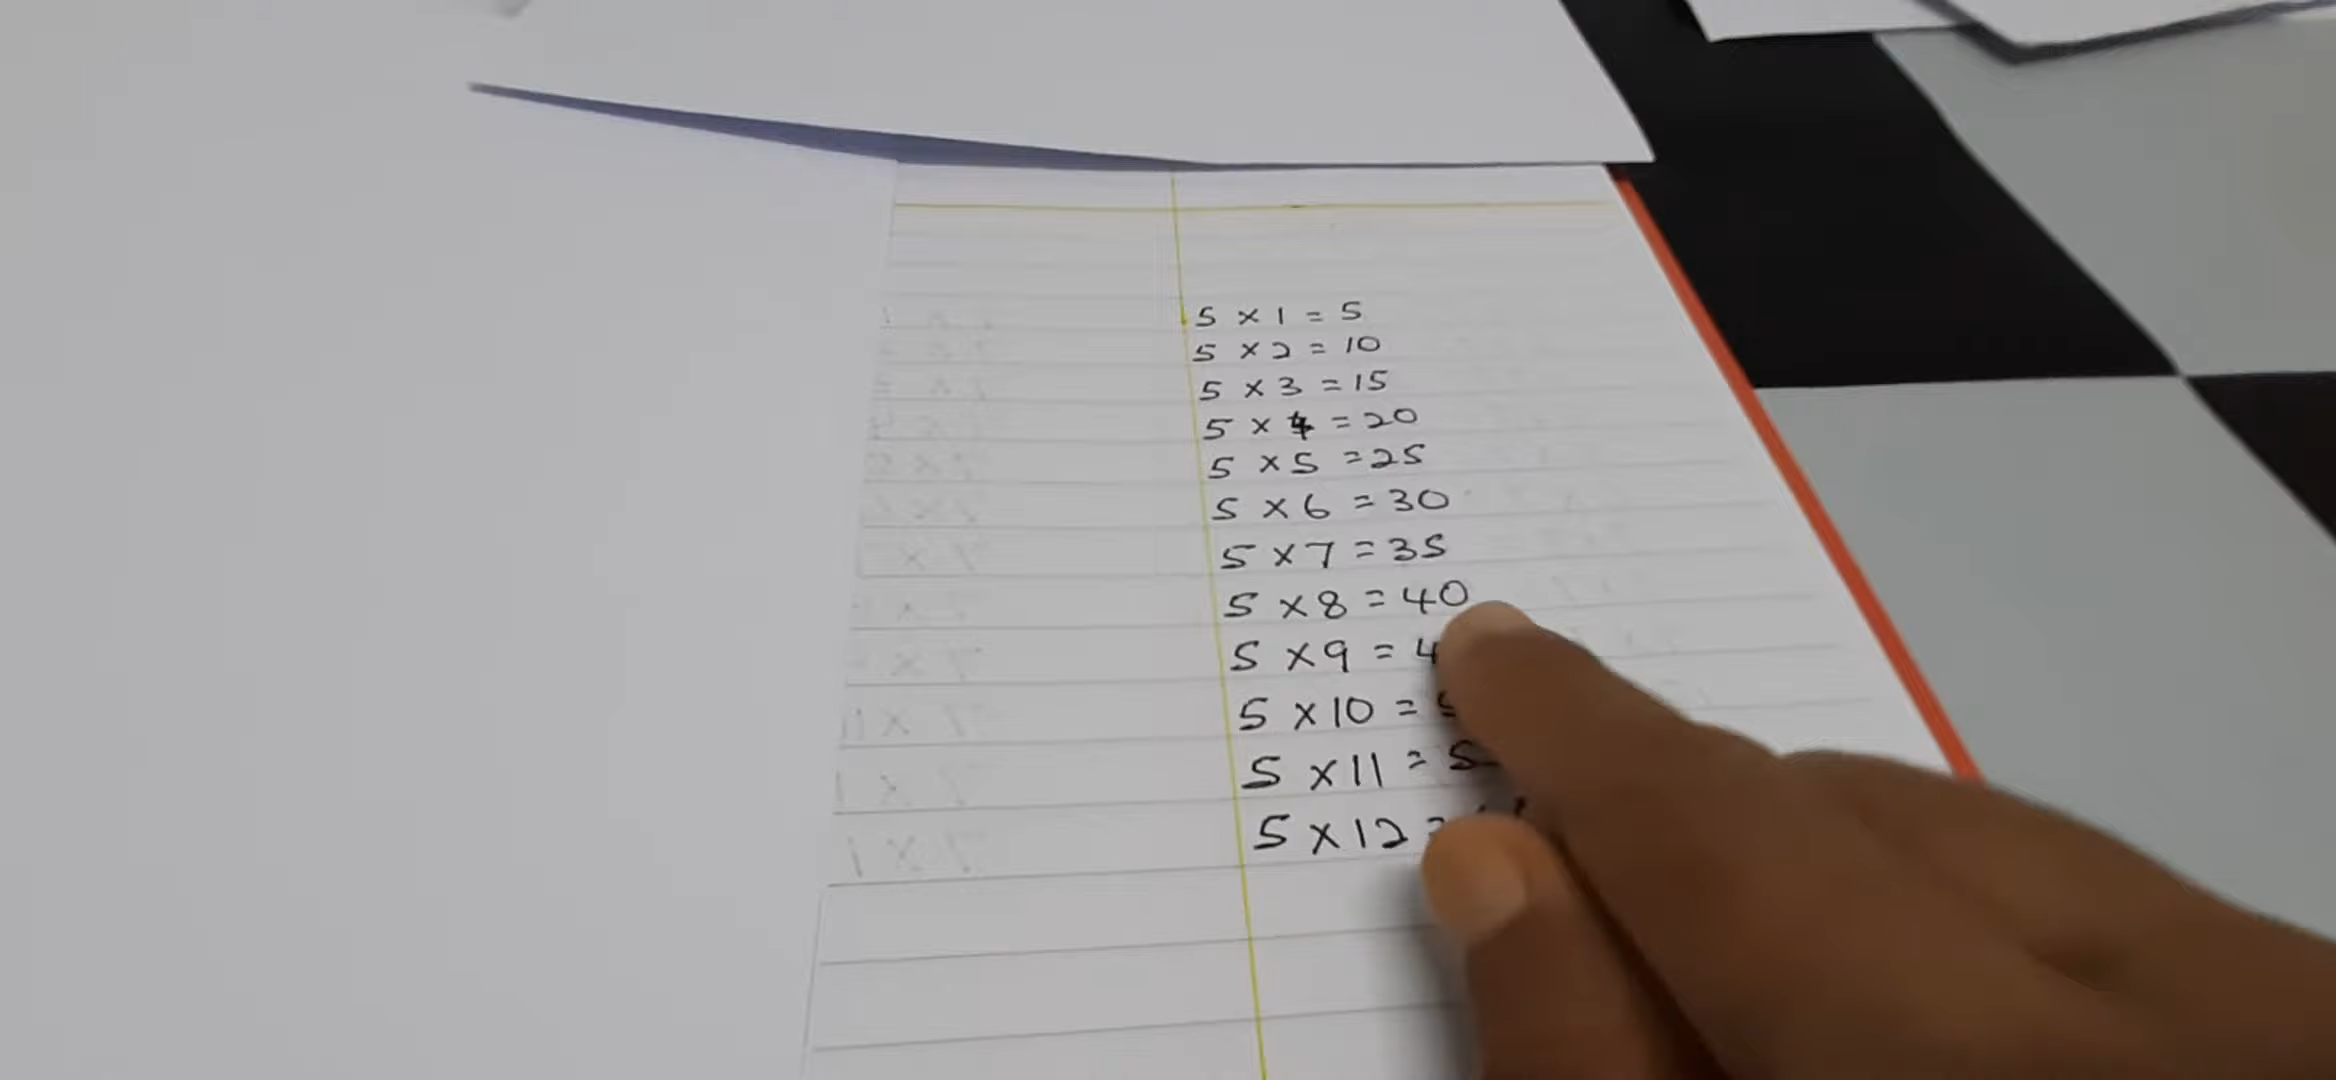 5 × 1 = 5
5 × 2 = 10
5 × 3 = 15
5 × 4 = 20
5 × 5 = 25
5 × 6 = 30
5 × 7 = 35
5 × 8 = 40
5 × 9 = 4
5 × 10 =
5 × 11 = 5
5 × 12 =